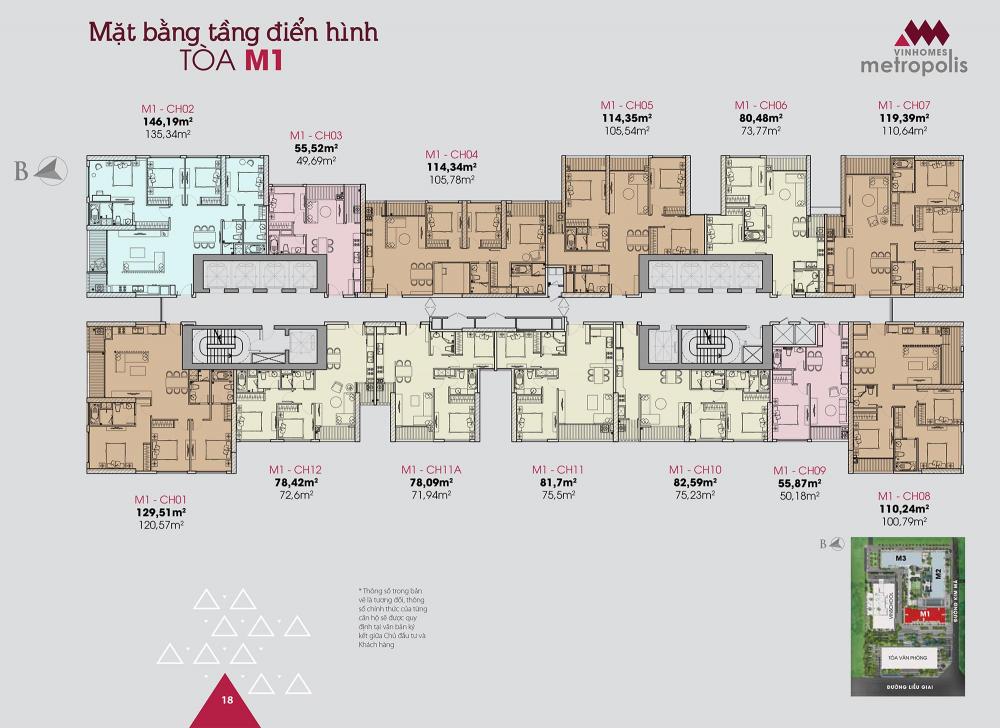 Mặt bằng tầng điển hình
TÒA M1
VINHOMES
metropolis
B
M1 - CH02
146,19m²
135,34m²
M1 - CH03
55,52m²
49,69m²
M1 - CH04
114,34m²
105,78m²
M1 - CH05
114,35m²
105,54m²
M1 - CH06
80,48m²
73,77m²
M1 - CH07
119,39m²
110,64m²
M1 - CH01
129,51m²
120,57m²
M1 - CH12
78,42m²
72,6m²
M1 - CH11A
78,09m²
71,94m²
M1 - CH11
81,7m²
75,5m²
M1 - CH10
82,59m²
75,23m²
M1 - CH09
55,87m²
50,18m²
M1 - CH08
110,24m²
100,79m²
* Thông số trong bản
vẽ là tương đối, thông
số chính thức của từng
căn hộ sẽ được quy
định tại văn bản ký
kết giữa Chủ đầu tư và
Khách hàng
B
M3
M2
VINSCHOOL
M1
ĐƯỜNG KIM MÃ
TÒA VĂN PHÒNG
ĐƯỜNG LIỄU GIAI
18